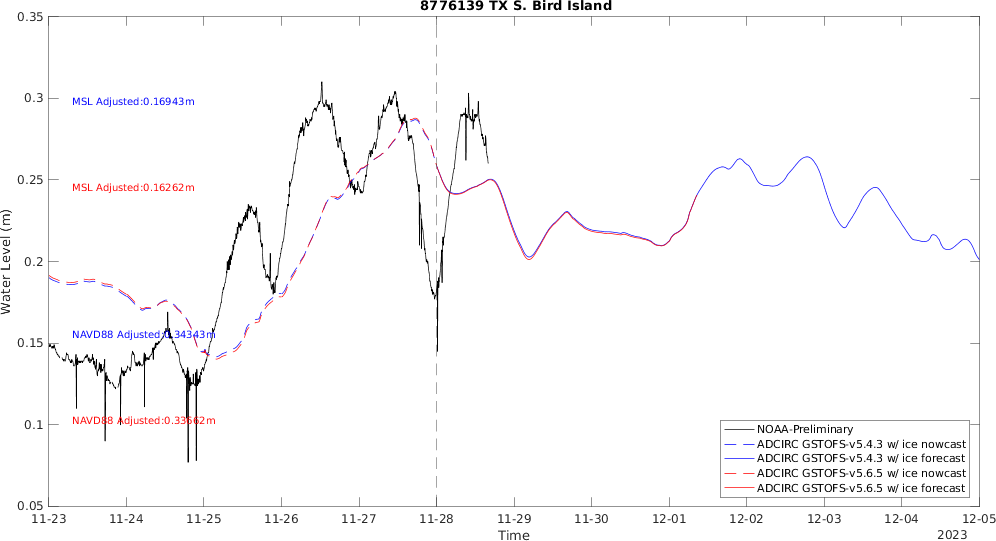 8776139 TX S. Bird Island
0.35
0.3
0.25
0.2
0.15
0.1
0.05
Water Level (m)
MSL Adjusted:0.16943m
MSL Adjusted:0.16262m
NAVD88 Adjusted:0.34343m
NAVD88 Adjusted:0.33662m
NOAA-Preliminary
ADCIRC GSTOFS-v5.4.3 w/ ice nowcast
ADCIRC GSTOFS-v5.4.3 w/ ice forecast
ADCIRC GSTOFS-v5.6.5 w/ ice nowcast
ADCIRC GSTOFS-v5.6.5 w/ ice forecast
11-23 11-24 11-25 11-26 11-27 11-28 11-29 11-30 12-01 12-02 12-03 12-04 12-05
Time
2023